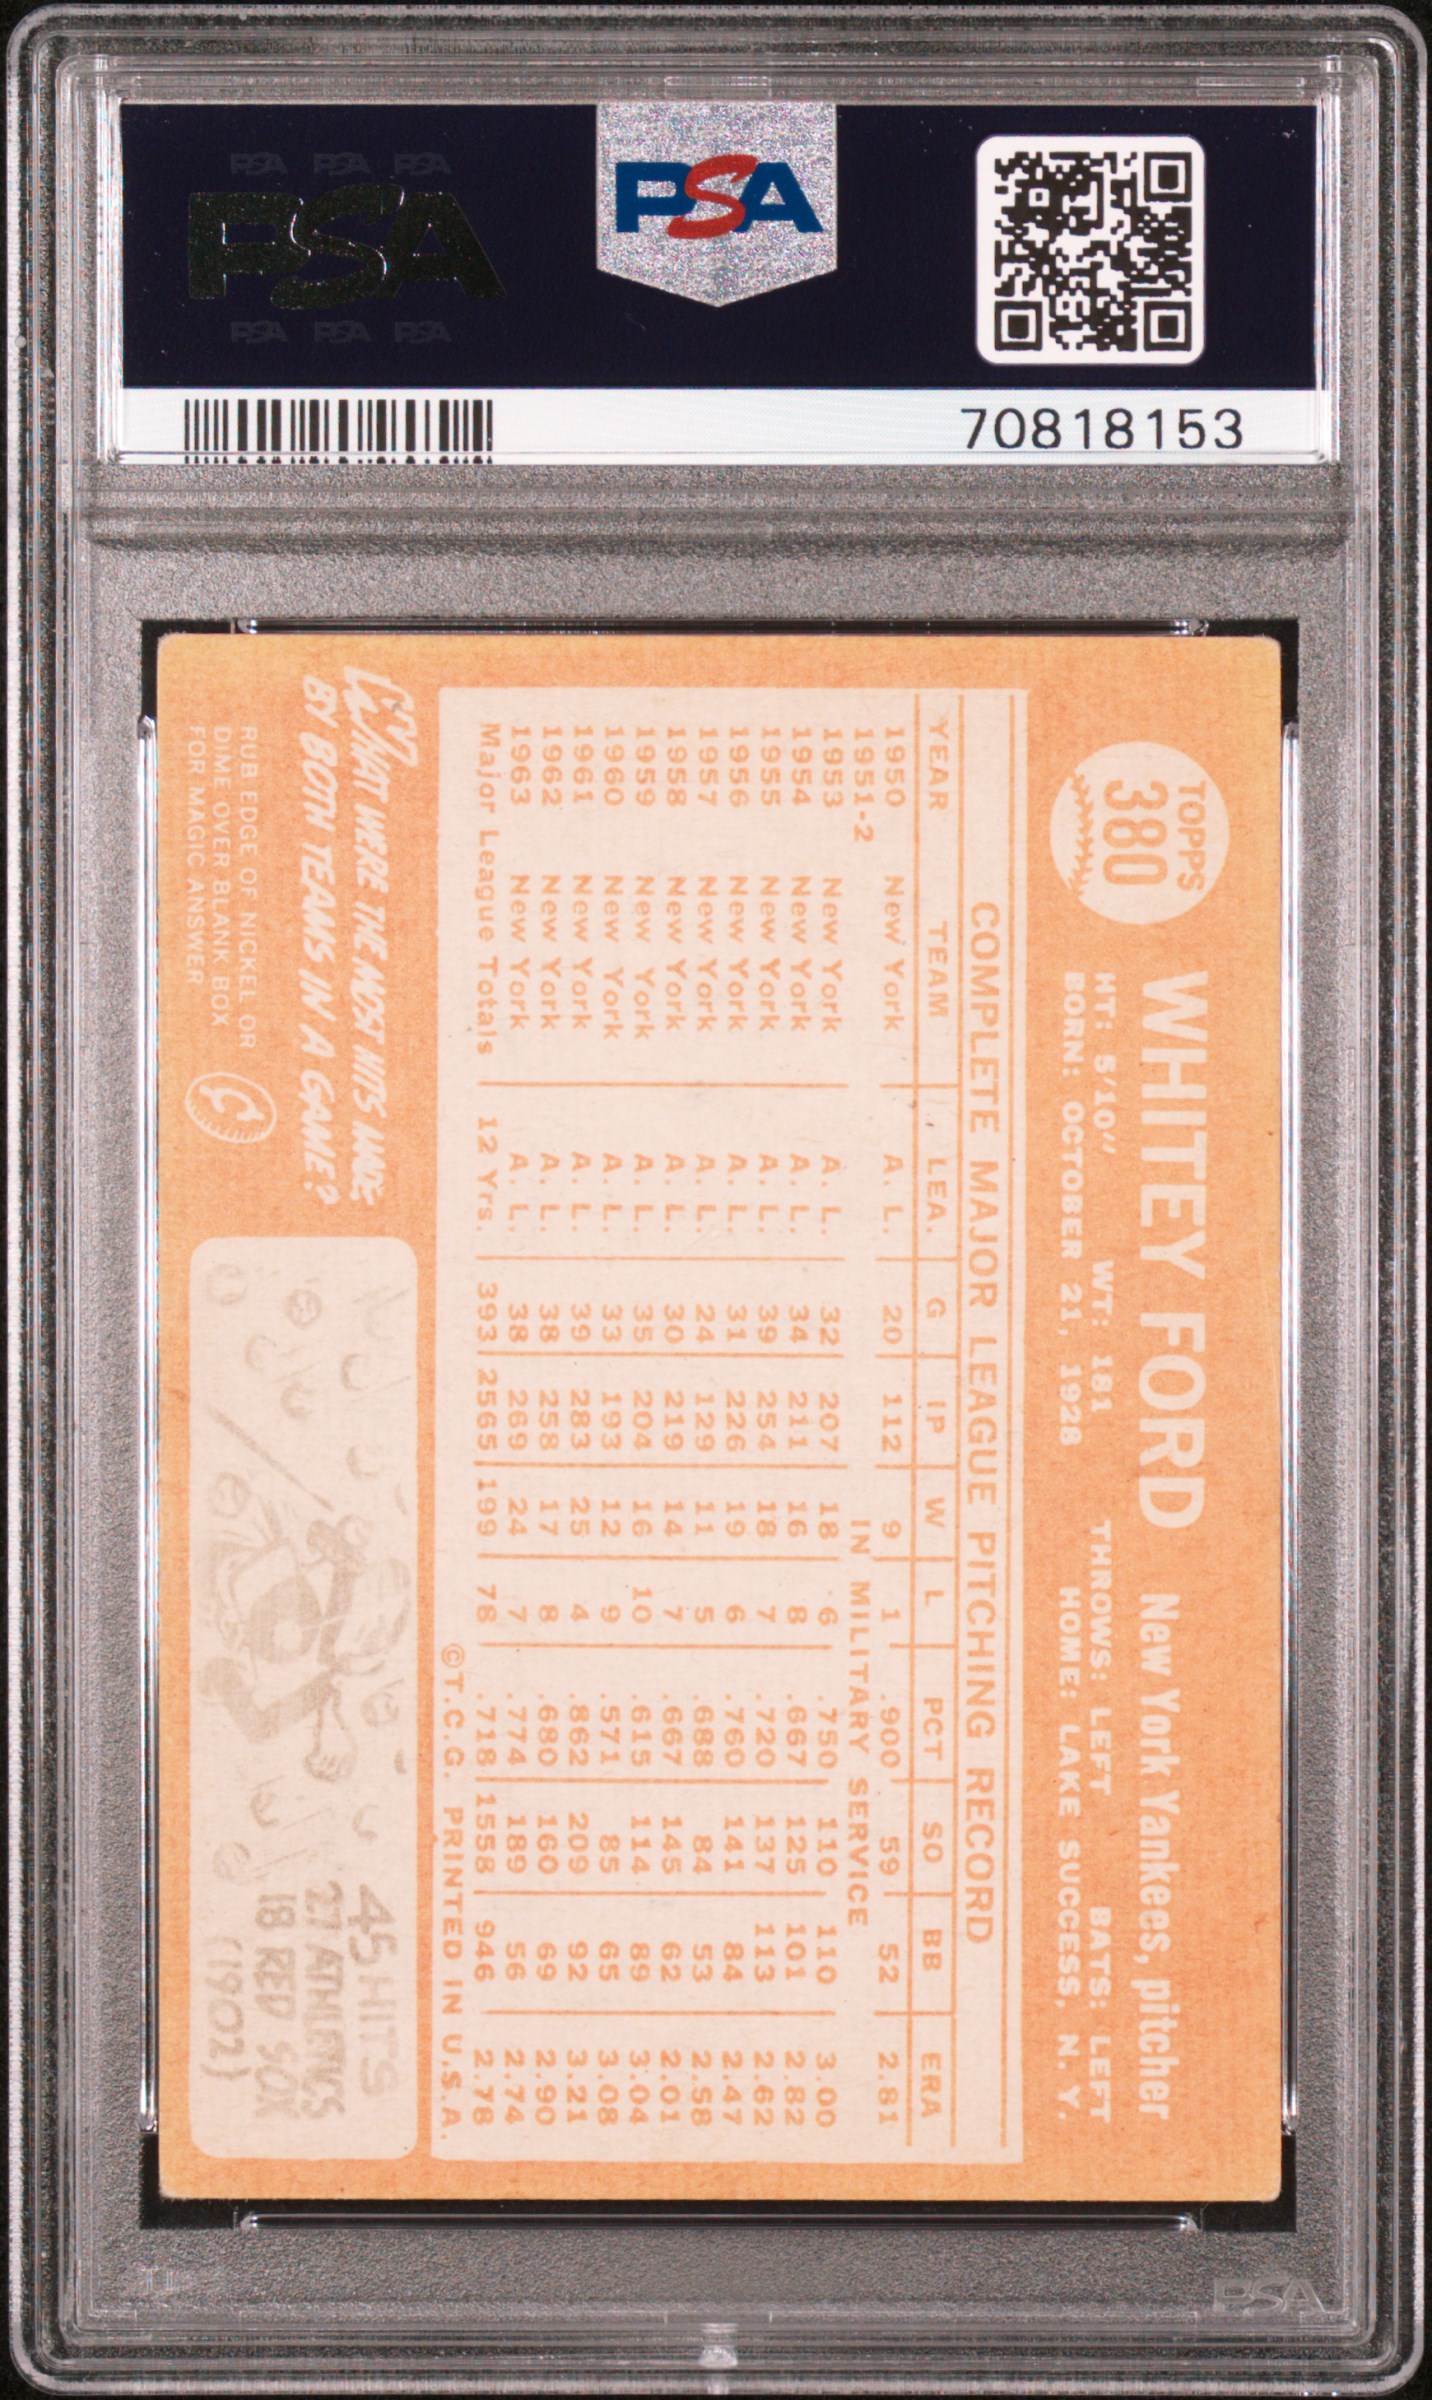 PSA PSA PSA
PSA
PSA PSA PSA
PSA
70818153
TOPPS
380
WHITEY FORD New York Yankees, pitcher
HT: 5'10" WT: 181 THROWS: LEFT BATS: LEFT
BORN: OCTOBER 21, 1928 HOME: LAKE SUCCESS, N. Y.
COMPLETE MAJOR LEAGUE PITCHING RECORD
YEAR TEAM LEA. G IP W L PCT SO BB ERA
1950 New York A. L. 20 112 9 1 .900 59 52 2.81
1951-2 IN MILITARY SERVICE
1953 New York A. L. 32 207 18 6 .750 110 110 3.00
1954 New York A. L. 34 211 16 8 .667 125 101 2.82
1955 New York A. L. 39 254 18 7 .720 137 113 2.62
1956 New York A. L. 31 226 19 6 .760 141 84 2.47
1957 New York A. L. 24 129 11 5 .688 84 53 2.58
1958 New York A. L. 30 219 14 7 .667 145 62 2.01
1959 New York A. L. 35 204 16 10 .615 114 89 3.04
1960 New York A. L. 33 193 12 9 .571 85 65 3.08
1961 New York A. L. 39 283 25 4 .862 209 92 3.21
1962 New York A. L. 38 258 17 8 .680 160 69 2.90
1963 New York A. L. 38 269 24 7 .774 189 56 2.74
Major League Totals 12 Yrs. 393 2565 199 78 .718 1558 946 2.78
©T.C.G. PRINTED IN U.S.A.
WHAT WERE THE MOST HITS MADE
BY BOTH TEAMS IN A GAME?
RUB EDGE OF NICKEL OR
DIME OVER BLANK BOX
FOR MAGIC ANSWER
45 HITS
27 ATHLETICS
18 RED SOX
(1902)
PSA